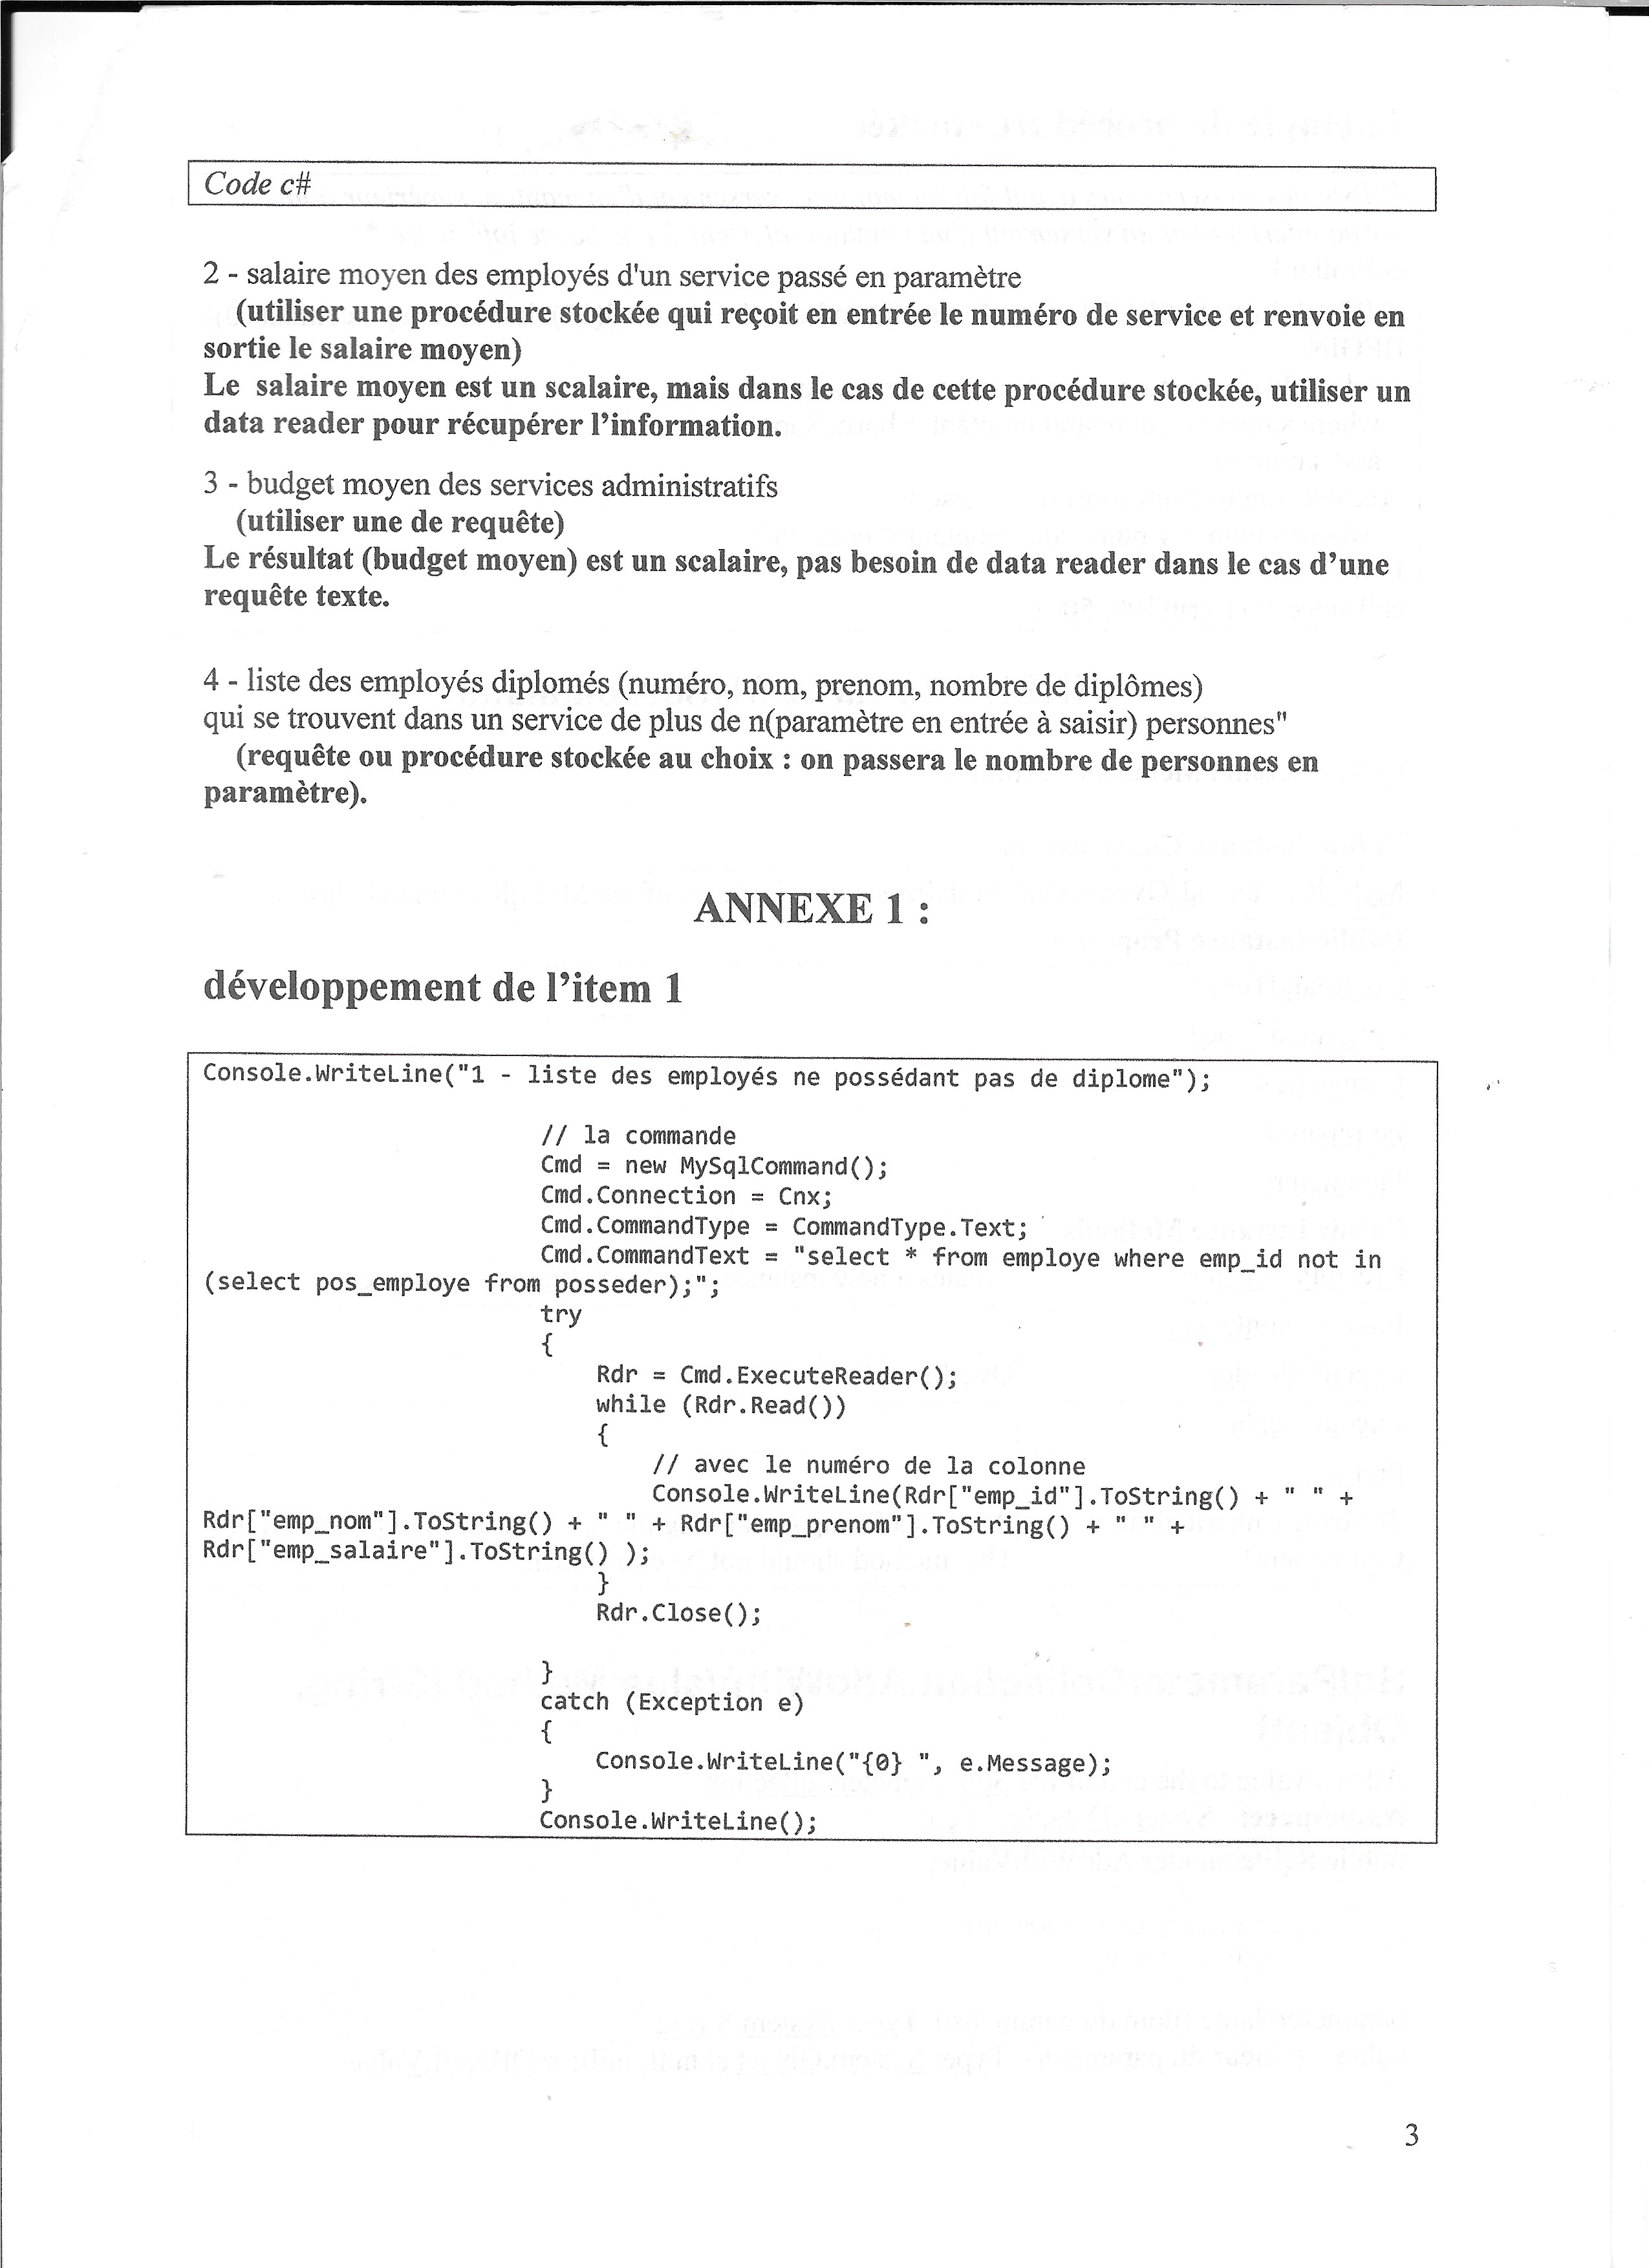 Code c#
2 - salaire moyen des employés d'un service passé en paramètre
(utiliser une procédure stockée qui reçoit en entrée le numéro de service et renvoie en
sortie le salaire moyen)
Le salaire moyen est un scalaire, mais dans le cas de cette procédure stockée, utiliser un
data reader pour récupérer l'information.
3 - budget moyen des services administratifs
(utiliser une de requête)
Le résultat (budget moyen) est un scalaire, pas besoin de data reader dans le cas d'une
requête texte.
4 - liste des employés diplomés (numéro, nom, prenom, nombre de diplômes)
qui se trouvent dans un service de plus de n(paramètre en entrée à saisir) personnes"
(requête ou procédure stockée au choix : on passera le nombre de personnes en
paramètre).
ANNEXE 1 :
développement de l'item 1
Console.WriteLine("1 - liste des employés ne possédant pas de diplome");
// la commande
Cmd = new MySqlCommand();
Cmd.Connection = Cnx;
Cmd.CommandType = CommandType.Text;
Cmd.CommandText = "select * from employe where emp_id not in
(select pos_employe from posseder);";
try
{
Rdr = Cmd.ExecuteReader();
while (Rdr.Read())
{
// avec le numéro de la colonne
Console.WriteLine(Rdr["emp_id"].ToString() + " " +
Rdr["emp_nom"].ToString() + " " + Rdr["emp_prenom"].ToString() + " " +
Rdr["emp_salaire"].ToString() );
}
Rdr.Close();
}
catch (Exception e)
{
Console.WriteLine("{0} ", e.Message);
}
Console.WriteLine();
3